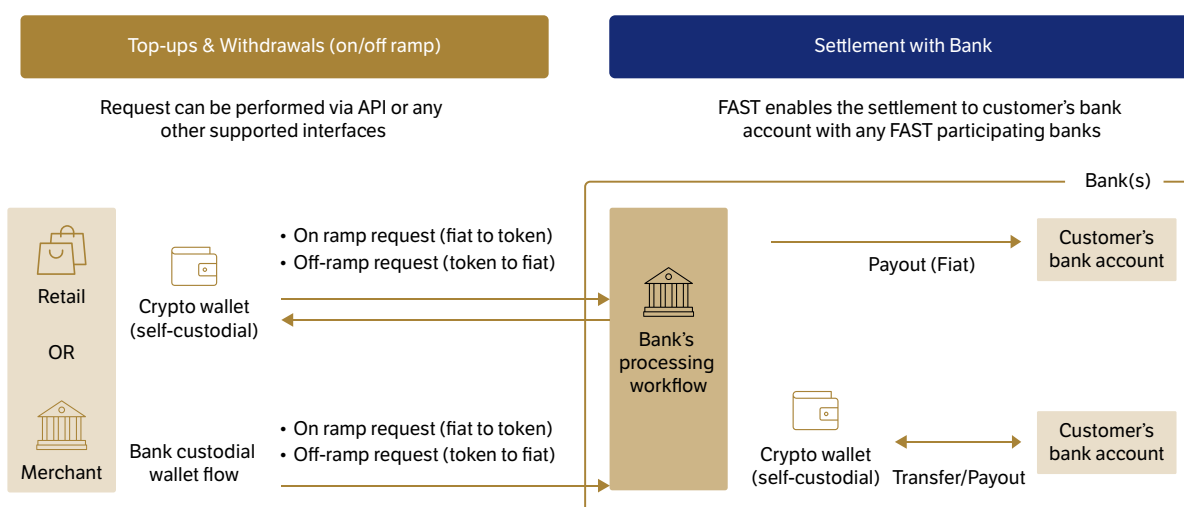 Top-ups & Withdrawals (on/off ramp)
Settlement with Bank
Request can be performed via API or any
other supported interfaces
FAST enables the settlement to customer's bank
account with any FAST participating banks
Bank(s)
Retail
OR
Merchant
Crypto wallet
(self-custodial)
• On ramp request (fiat to token)
• Off-ramp request (token to fiat)
Bank custodial
wallet flow
• On ramp request (fiat to token)
• Off-ramp request (token to fiat)
Bank's
processing
workflow
Payout (Fiat)
Customer's
bank account
Crypto wallet
(self-custodial)
Transfer/Payout
Customer's
bank account